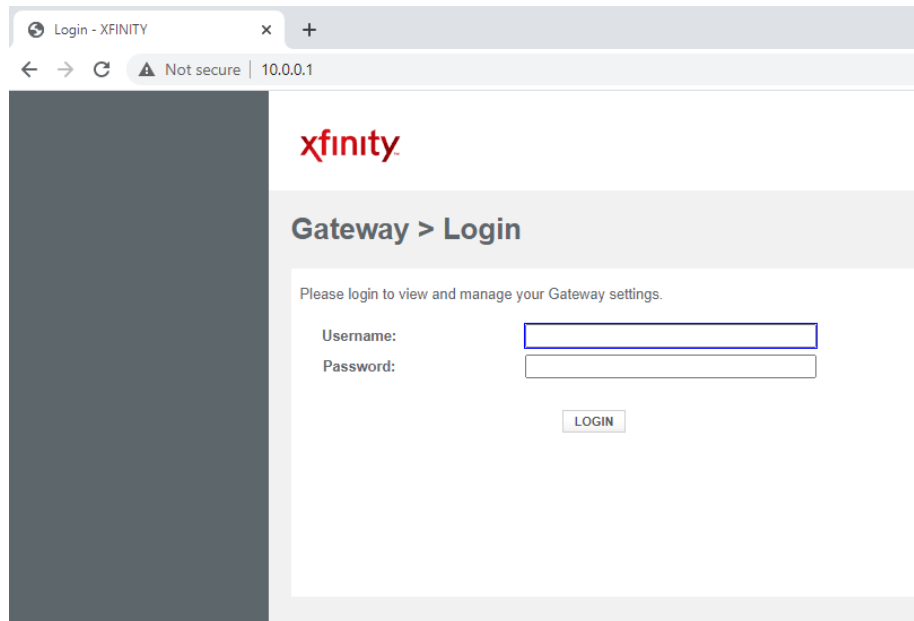 Login - XFINITY
Not secure | 10.0.0.1
xfinity
Gateway > Login
Please login to view and manage your Gateway settings.
Username:
Password:
LOGIN